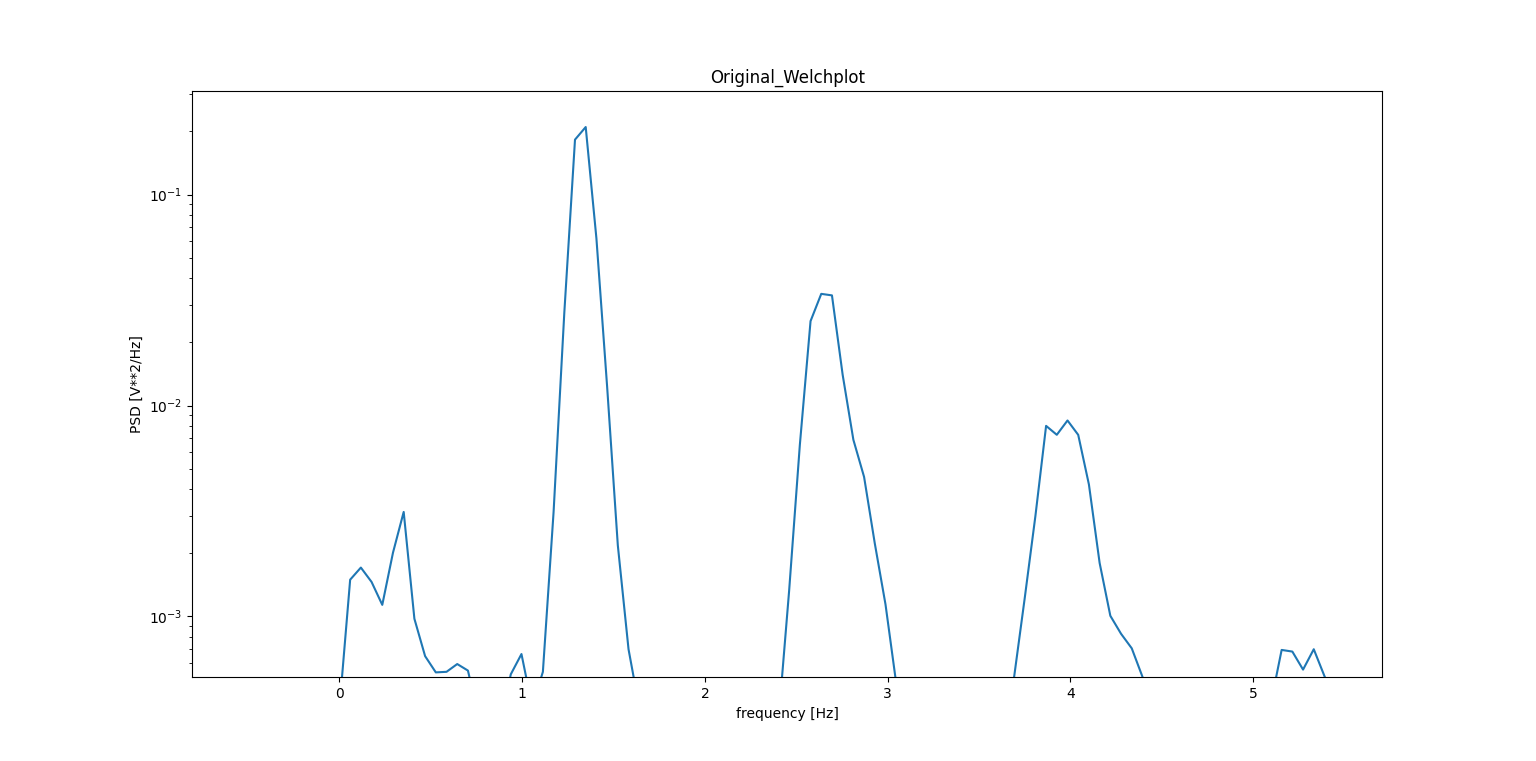 Original_Welchplot
PSD [V**2/Hz]
10⁻¹
10⁻²
10⁻³
0 1 2 3 4 5
frequency [Hz]